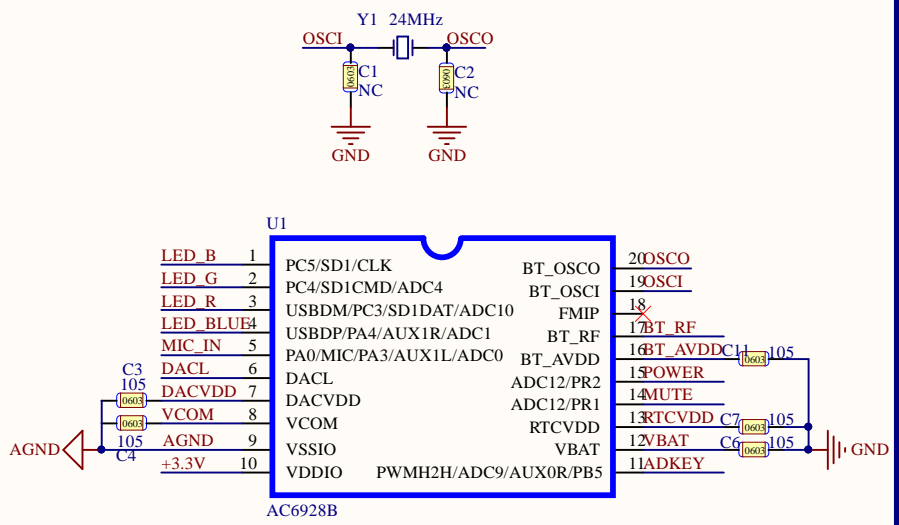 Y1 24MHz
OSCI OSCO
0603 C1 0603 C2
NC NC
GND GND
U1
LED_B 1 PC5/SD1/CLK BT_OSCO 20 OSCO
LED_G 2 PC4/SD1CMD/ADC4 BT_OSCI 19 OSCI
LED_R 3 USBDM/PC3/SD1DAT/ADC10 FMIP 18
LED_BLUE 4 USBDP/PA4/AUX1R/ADC1 BT_RF 17 BT_RF
MIC_IN 5 PA0/MIC/PA3/AUX1L/ADC0 BT_AVDD 16 BT_AVDD C11 0603 105
DACL 6 DACL ADC12/PR2 15 POWER
C3
105
0603 DACVDD 7 DACVDD ADC12/PR1 14 MUTE
0603 VCOM 8 VCOM RTCVDD 13 RTCVDD C7 0603 105
105
C4
AGND AGND 9 VSSIO VBAT 12 VBAT C6 0603 105 GND
+3.3V 10 VDDIO PWMH2H/ADC9/AUX0R/PB5 11 ADKEY
AC6928B